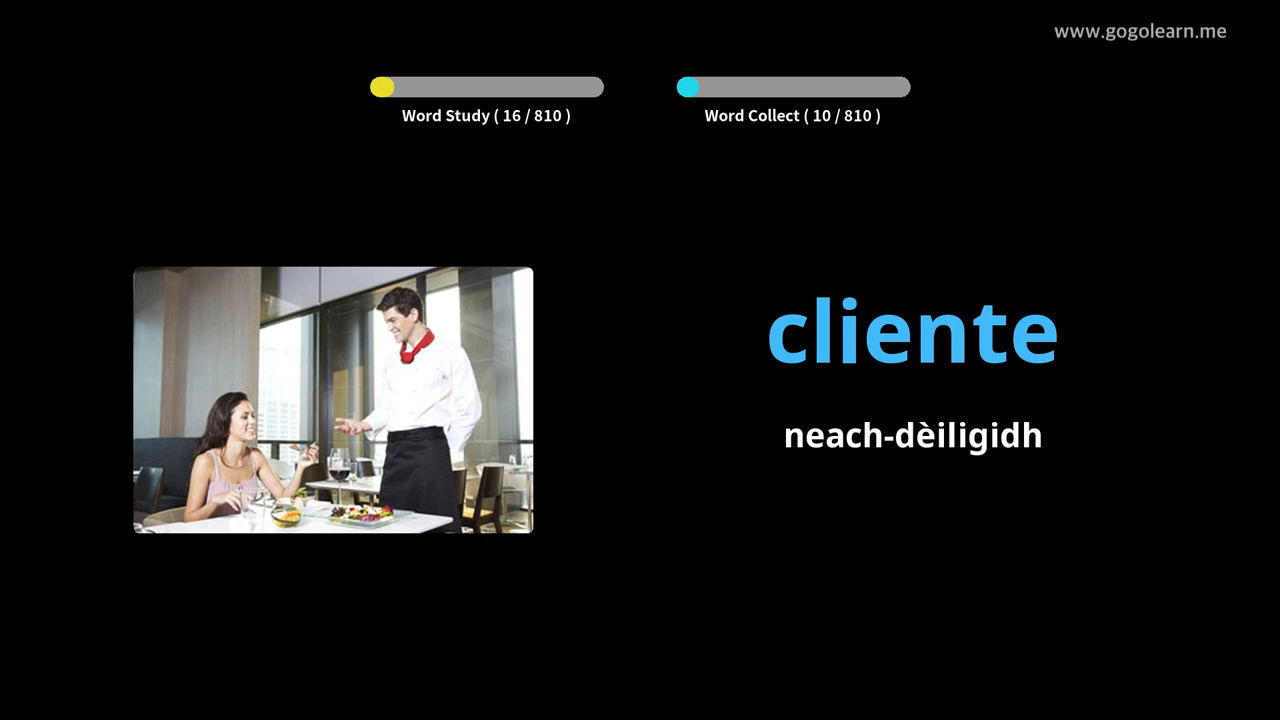 www.gogolearn.me
Word Study ( 16 / 810 )
Word Collect ( 10 / 810 )
cliente
neach-dèiligidh